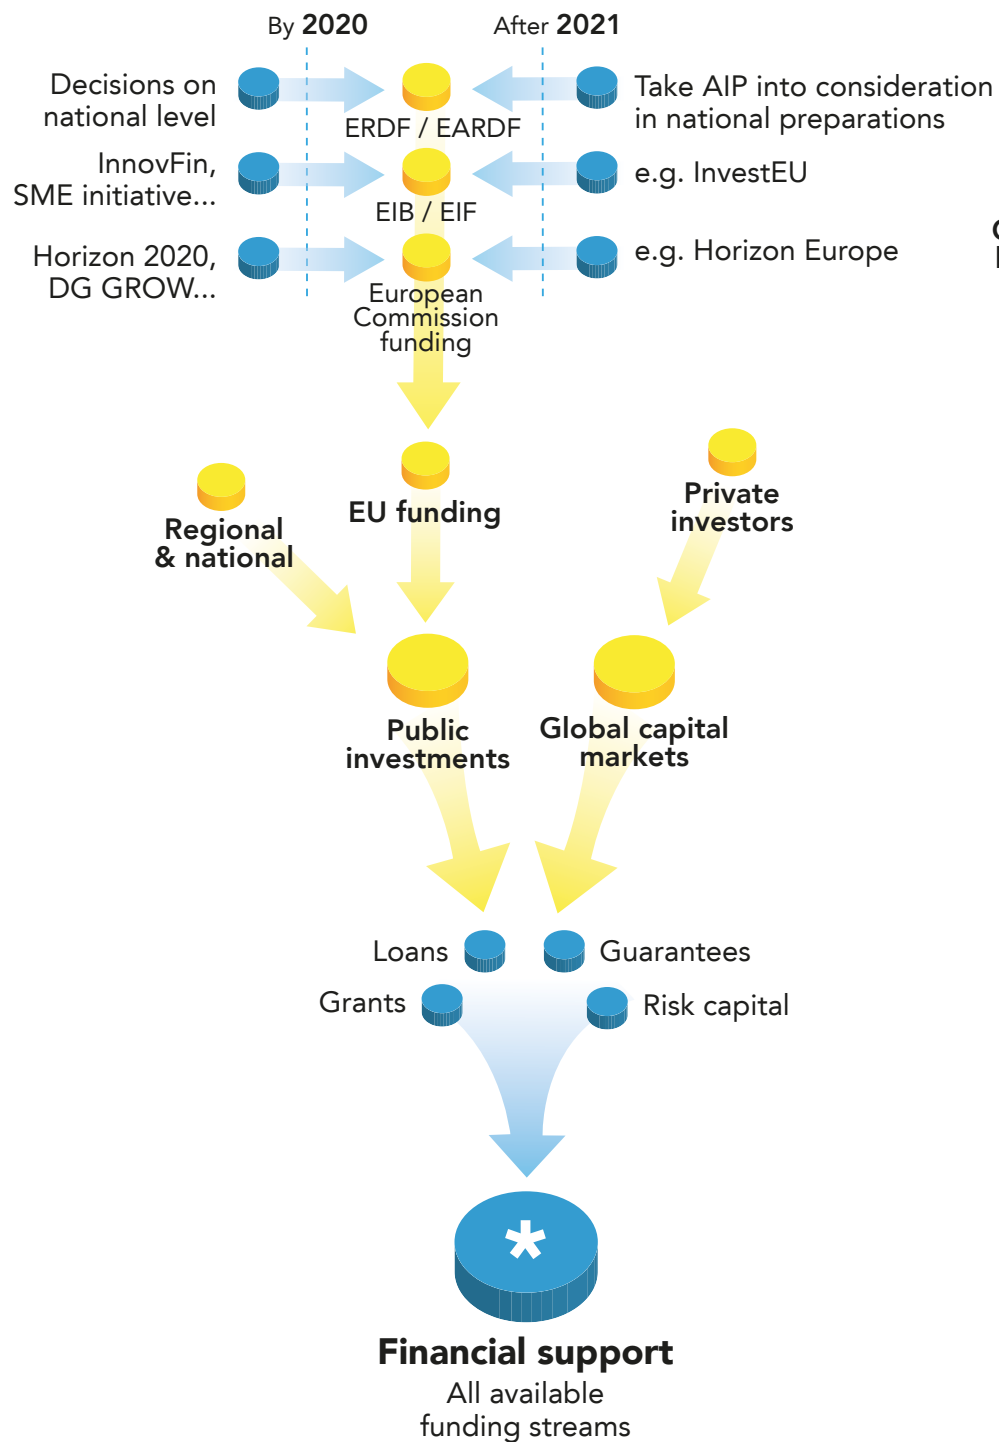 By 2020
After 2021
Decisions on
national level
ERDF / EARDF
Take AIP into consideration
in national preparations
InnovFin,
SME initiative...
EIB / EIF
e.g. InvestEU
Horizon 2020,
DG GROW...
European
Commission
funding
e.g. Horizon Europe
Regional
& national
EU funding
Private
investors
Public
investments
Global capital
markets
Loans
Guarantees
Grants
Risk capital
*
Financial support
All available
funding streams